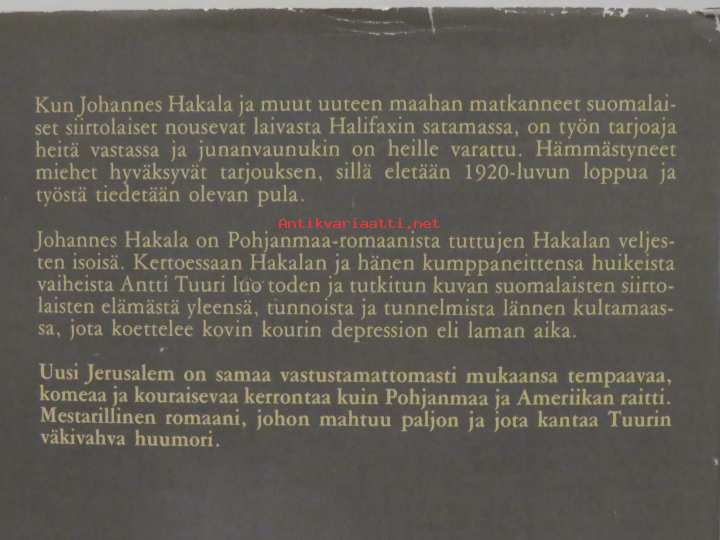 Kun Johannes Hakala ja muut uuteen maahan matkanneet suomalai-
set siirtolaiset nousevat laivasta Halifaxin satamassa, on työn tarjoaja
heitä vastassa ja junanvaunukin on heille varattu. Hämmästyneet
miehet hyväksyvät tarjouksen, sillä eletään 1920-luvun loppua ja
työstä tiedetään olevan pula.
Antikvariaatti.net
Johannes Hakala on Pohjanmaa-romaanista tuttujen Hakalan veljes-
ten isoisä. Kertoessaan Hakalan ja hänen kumppaneittensa huikeista
vaiheista Antti Tuuri luo toden ja tutkitun kuvan suomalaisten siirto-
laisten elämästä yleensä, tunnoista ja tunnelmista lännen kultamaas-
sa, jota koettelee kovin kourin depression eli laman aika.
Uusi Jerusalem on samaa vastustamattomasti mukaansa tempaavaa,
komeaa ja kouraisevaa kerrontaa kuin Pohjanmaa ja Ameriikan raitti.
Mestarillinen romaani, johon mahtuu paljon ja jota kantaa Tuurin
väkivahva huumori.